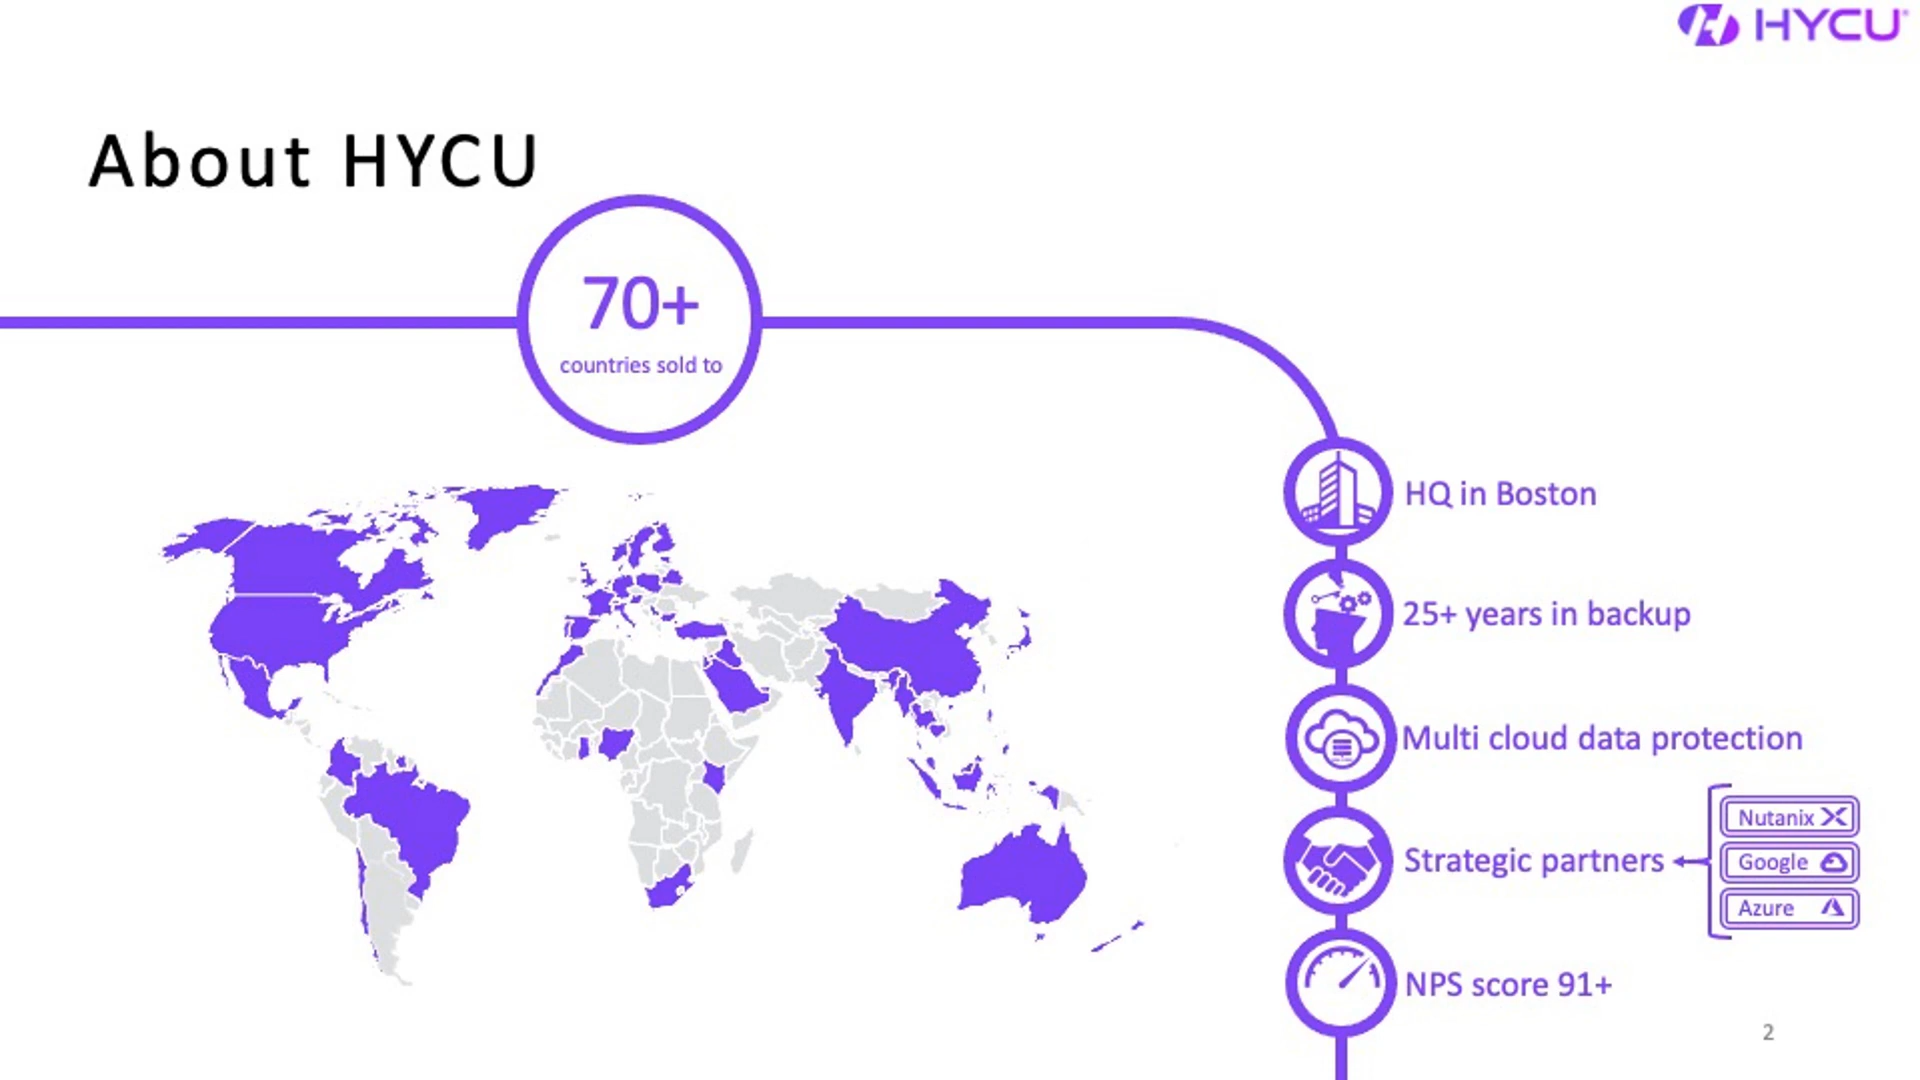 HYCU
About HYCU
70+
countries sold to
HQ in Boston
25+ years in backup
Multi cloud data protection
Strategic partners
Nutanix
Google
Azure
NPS score 91+
2